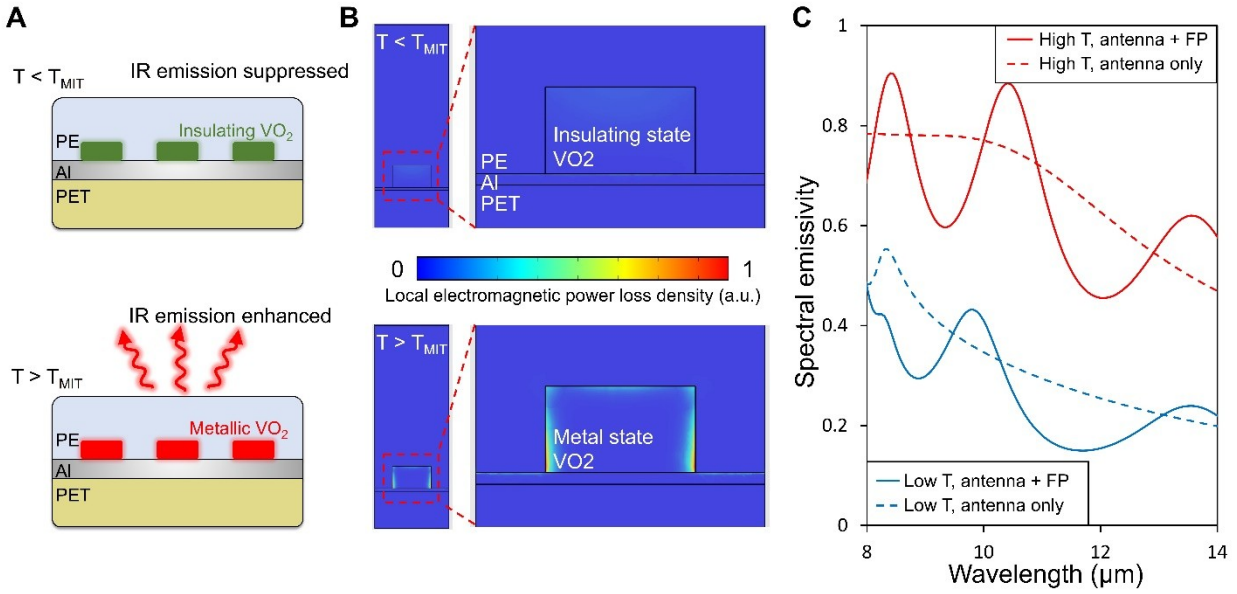 A
T < T_MIT
IR emission suppressed
PE
Insulating VO₂
Al
PET
IR emission enhanced
T > T_MIT
PE
Metallic VO₂
Al
PET
B
T < T_MIT
Insulating state
VO2
PE
Al
PET
0
1
Local electromagnetic power loss density (a.u.)
T > T_MIT
Metal state
VO2
C
1
0.8
0.6
0.4
0.2
0
Spectral emissivity
High T, antenna + FP
High T, antenna only
Low T, antenna + FP
Low T, antenna only
8
10
12
14
Wavelength (μm)